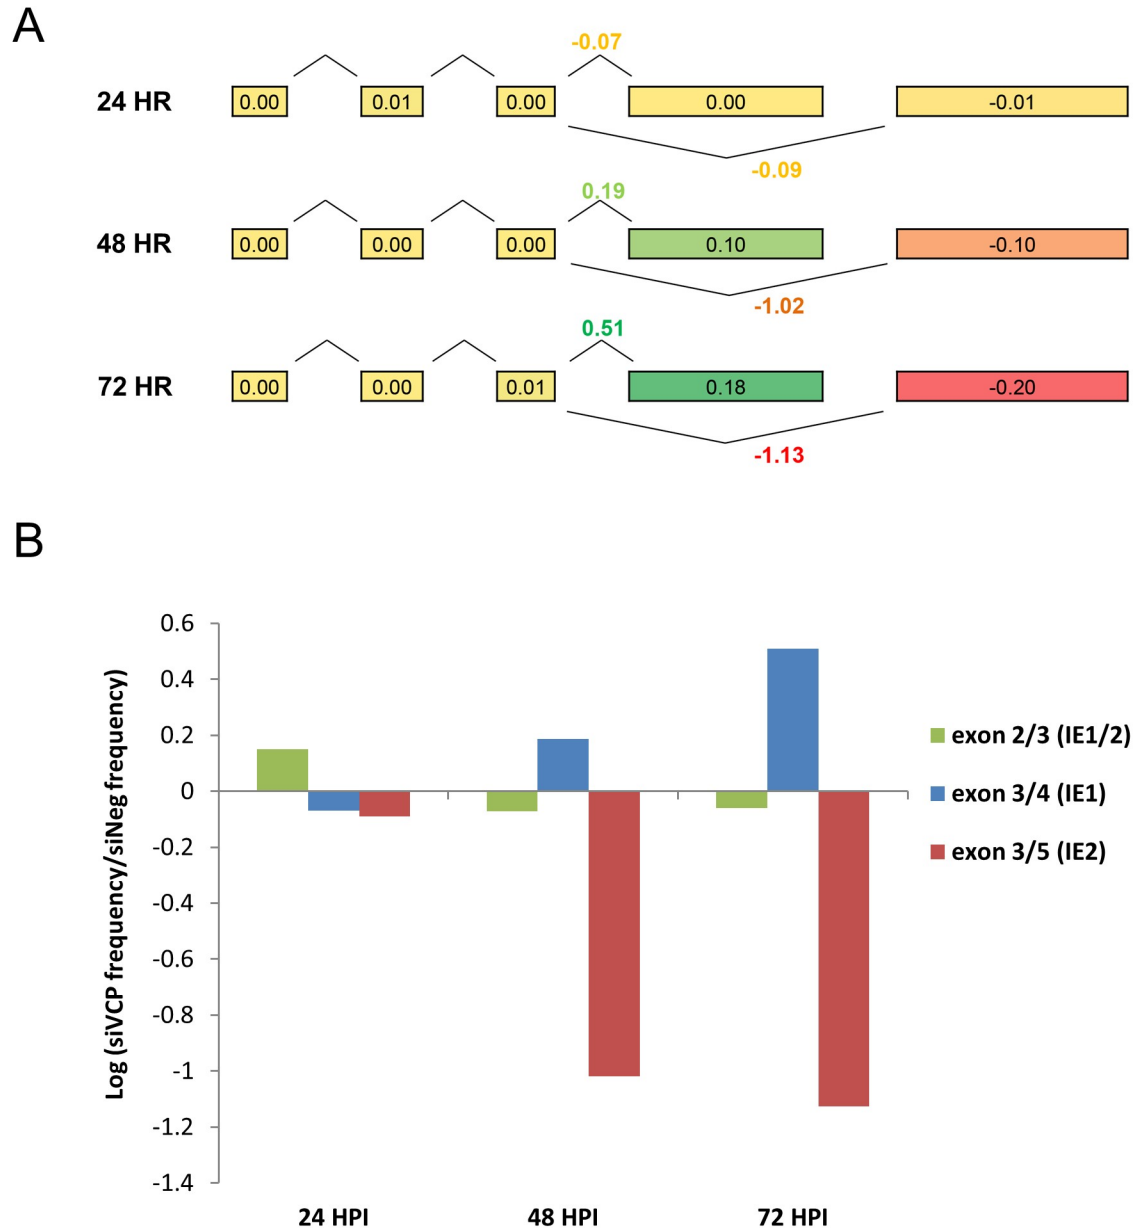 A
-0.07
24 HR
0.00 0.01 0.00 0.00 -0.01
-0.09
0.19
48 HR
0.00 0.00 0.00 0.10 -0.10
-1.02
0.51
72 HR
0.00 0.00 0.01 0.18 -0.20
-1.13
B
Log (siVCP frequency/siNeg frequency)
0.6
0.4
0.2
0
-0.2
-0.4
-0.6
-0.8
-1
-1.2
-1.4
24 HPI 48 HPI 72 HPI
exon 2/3 (IE1/2)
exon 3/4 (IE1)
exon 3/5 (IE2)